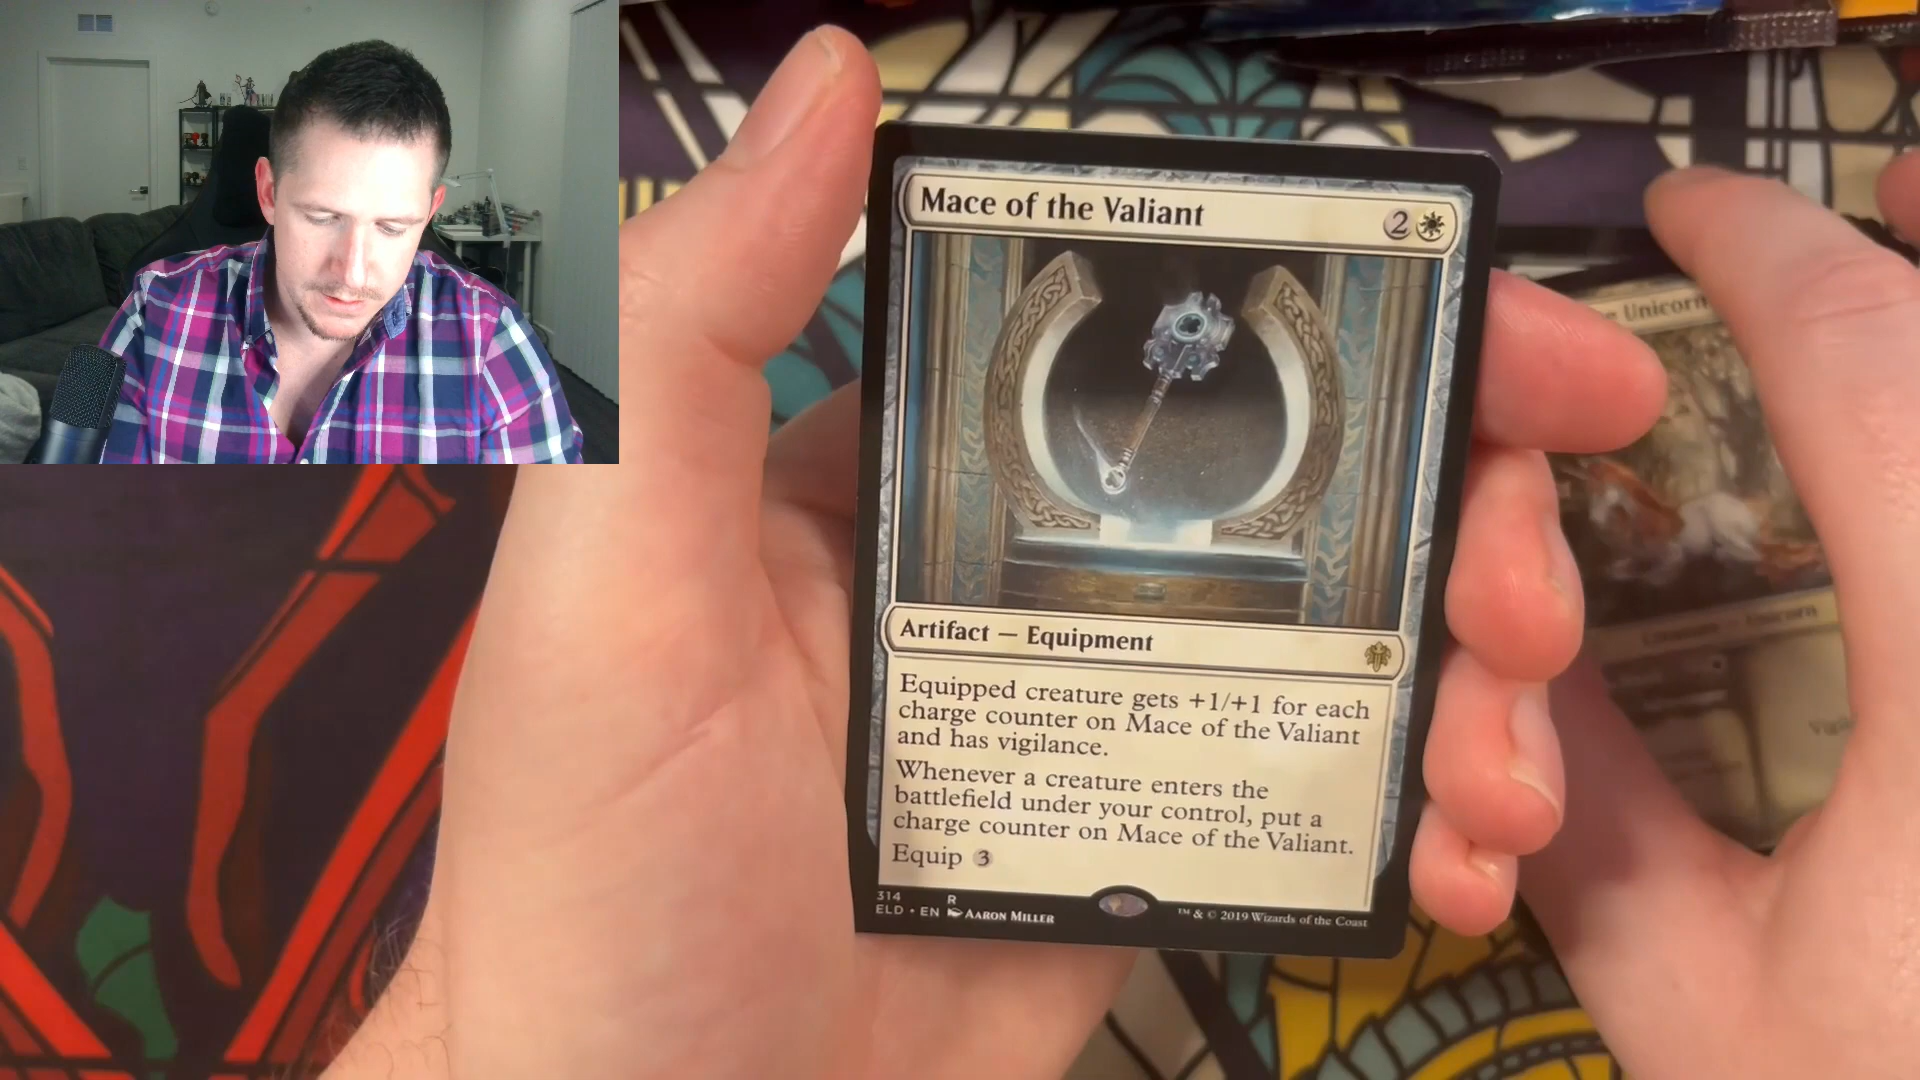 Mace of the Valiant 2
Unicorn
Artifact — Equipment
Equipped creature gets +1/+1 for each
charge counter on Mace of the Valiant
and has vigilance.
Whenever a creature enters the
battlefield under your control, put a
charge counter on Mace of the Valiant.
Equip 3
314 R
ELD • EN AARON MILLER
™ & © 2019 Wizards of the Coast